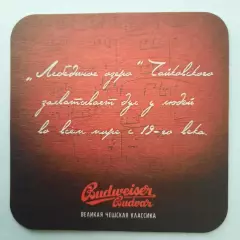 „Лебединое озеро" Чайковского
захватывает дух у людей
во всем мире с 19-го века.
Budweiser
Budvar
ВЕЛИКАЯ ЧЕШСКАЯ КЛАССИКА